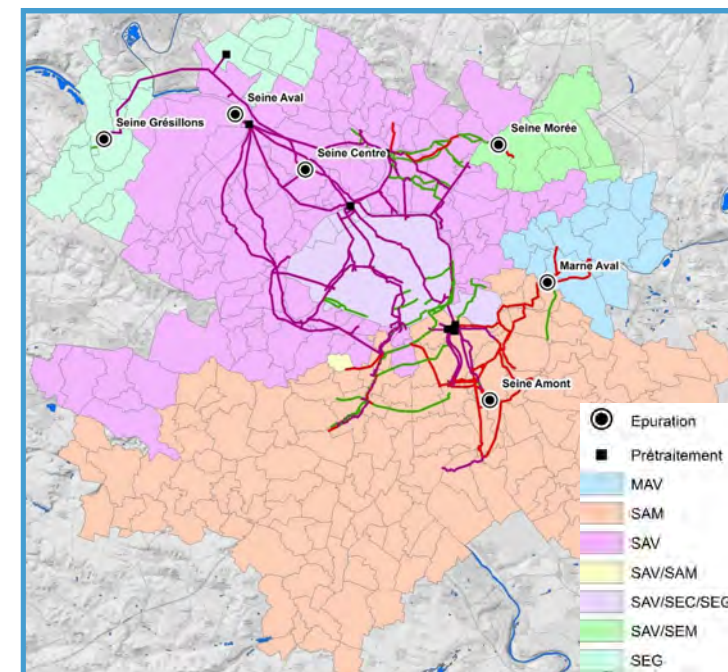 Seine Aval
Seine Grésillons
Seine Morée
Seine Centre
Marne Aval
Seine Amont
Epuration
Prétraitement
MAV
SAM
SAV
SAV/SAM
SAV/SEC/SEG
SAV/SEM
SEG